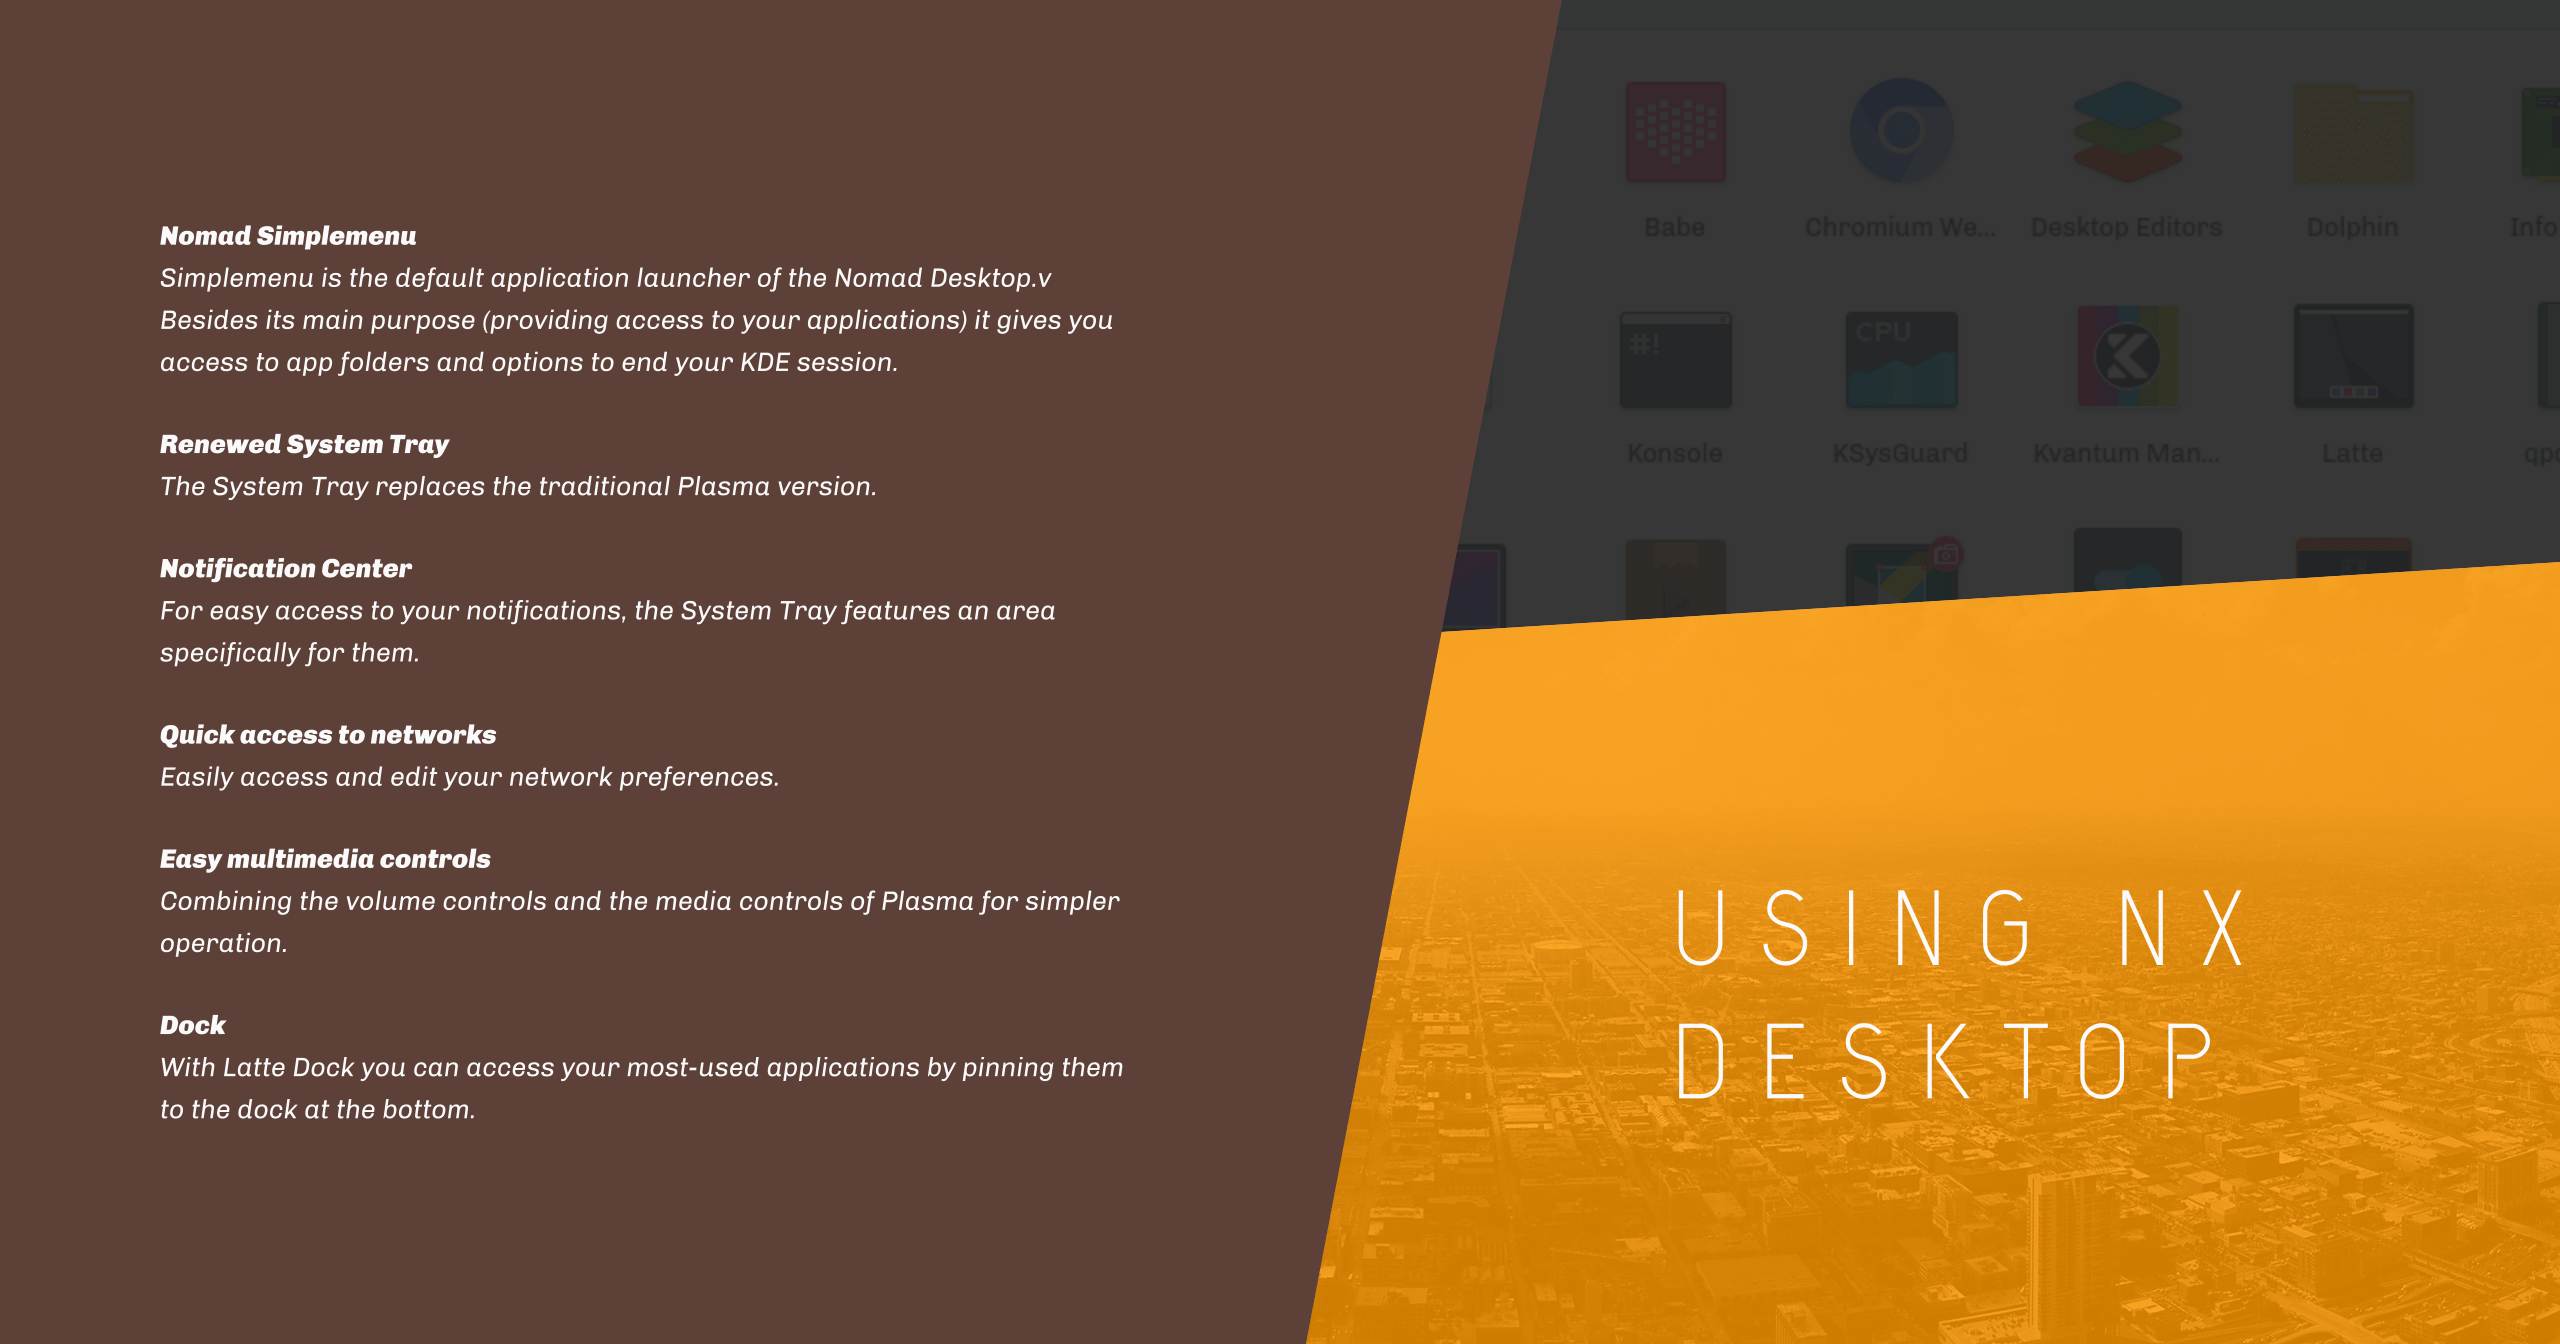 Nomad Simplemenu
Simplemenu is the default application launcher of the Nomad Desktop.v
Besides its main purpose (providing access to your applications) it gives you
access to app folders and options to end your KDE session.
Renewed System Tray
The System Tray replaces the traditional Plasma version.
Notification Center
For easy access to your notifications, the System Tray features an area
specifically for them.
Quick access to networks
Easily access and edit your network preferences.
Easy multimedia controls
Combining the volume controls and the media controls of Plasma for simpler
operation.
Dock
With Latte Dock you can access your most-used applications by pinning them
to the dock at the bottom.
Babe
Chromium We...
Desktop Editors
Dolphin
Info
#!
CPU
Konsole
KSysGuard
Kvantum Man...
Latte
USING NX
DESKTOP